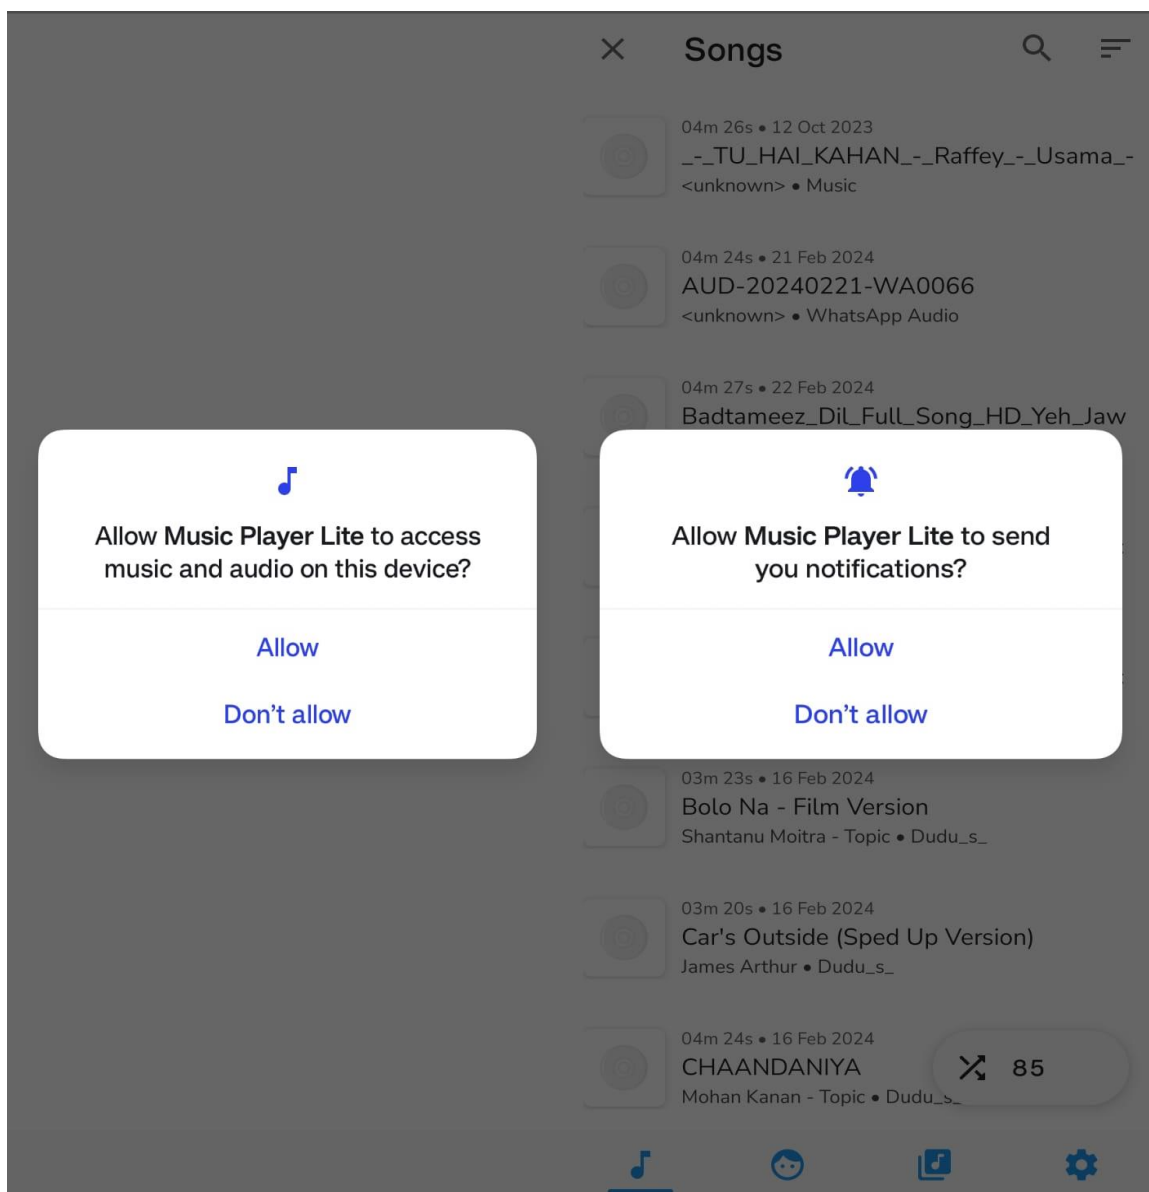 Allow Music Player Lite to access
music and audio on this device?
Allow
Don't allow
Songs
04m 26s • 12 Oct 2023
_-_TU_HAI_KAHAN_-_Raffey_-_Usama_-
<unknown> • Music
04m 24s • 21 Feb 2024
AUD-20240221-WA0066
<unknown> • WhatsApp Audio
04m 27s • 22 Feb 2024
Badtameez_Dil_Full_Song_HD_Yeh_Jaw
Allow Music Player Lite to send
you notifications?
Allow
Don't allow
03m 23s • 16 Feb 2024
Bolo Na - Film Version
Shantanu Moitra - Topic • Dudu_s_
03m 20s • 16 Feb 2024
Car's Outside (Sped Up Version)
James Arthur • Dudu_s_
04m 24s • 16 Feb 2024
CHAANDANIYA
Mohan Kanan - Topic • Dudu_s_
85